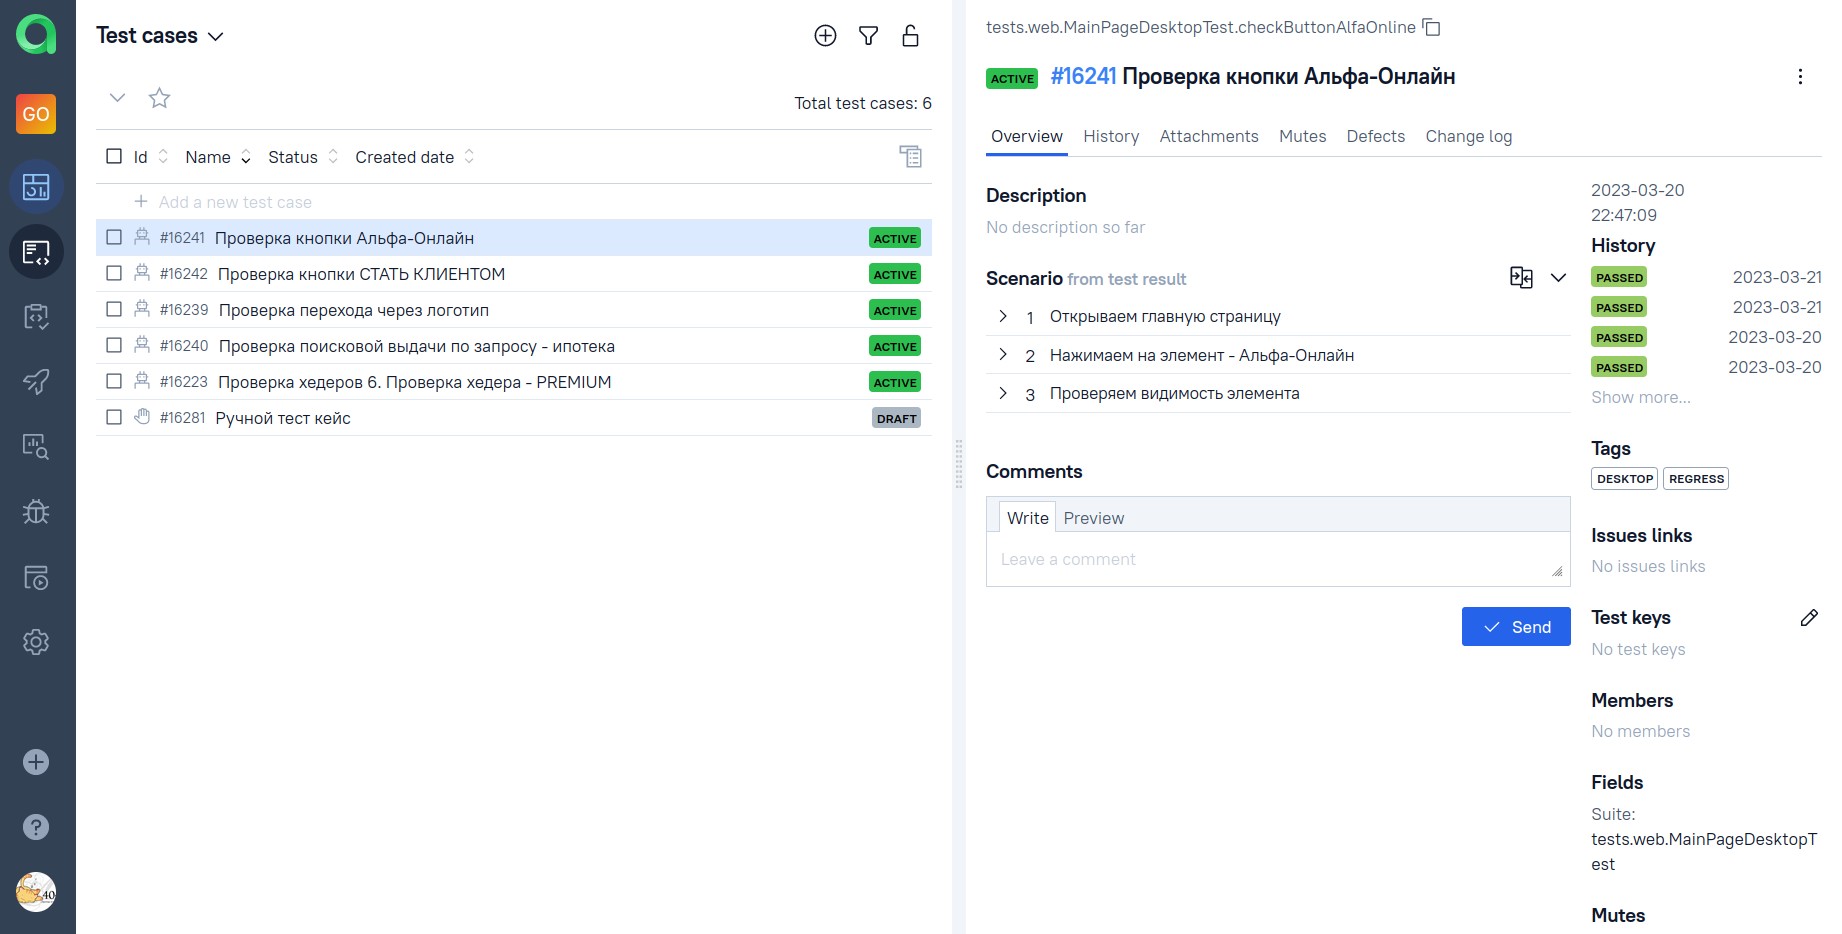 GO
40
Test cases
Total test cases: 6
Id Name Status Created date
Add a new test case
#16241 Проверка кнопки Альфа-Онлайн ACTIVE
#16242 Проверка кнопки СТАТЬ КЛИЕНТОМ ACTIVE
#16239 Проверка перехода через логотип ACTIVE
#16240 Проверка поисковой выдачи по запросу - ипотека ACTIVE
#16223 Проверка хедеров 6. Проверка хедера - PREMIUM ACTIVE
#16281 Ручной тест кейс DRAFT
tests.web.MainPageDesktopTest.checkButtonAlfaOnline
ACTIVE #16241 Проверка кнопки Альфа-Онлайн
Overview History Attachments Mutes Defects Change log
Description
No description so far
Scenario from test result
1 Открываем главную страницу
2 Нажимаем на элемент - Альфа-Онлайн
3 Проверяем видимость элемента
Comments
Write Preview
Leave a comment
Send
2023-03-20
22:47:09
History
PASSED 2023-03-21
PASSED 2023-03-21
PASSED 2023-03-20
PASSED 2023-03-20
Show more...
Tags
DESKTOP REGRESS
Issues links
No issues links
Test keys
No test keys
Members
No members
Fields
Suite:
tests.web.MainPageDesktopT
est
Mutes